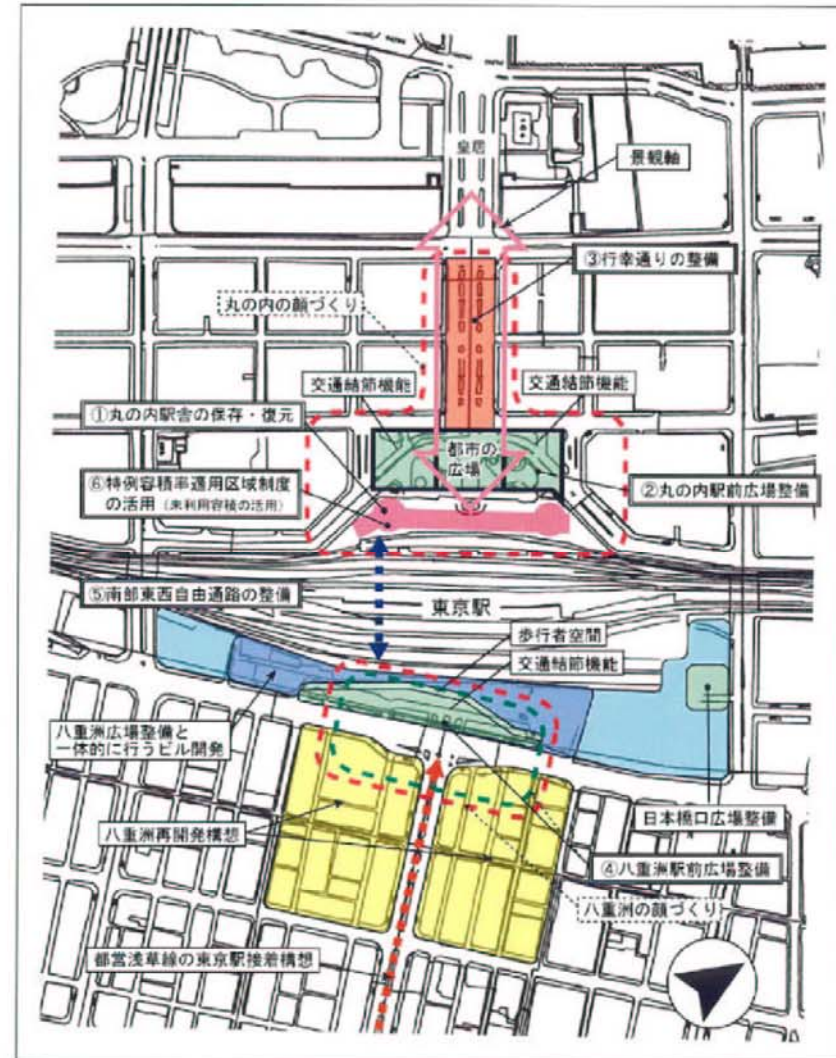 皇居
景観軸
③行幸通りの整備
丸の内の顔づくり
交通結節機能
交通結節機能
①丸の内駅舎の保存・復元
都市の
広場
②丸の内駅前広場整備
⑥特例容積率適用区域制度
の活用（未利用容積の活用）
⑤南部東西自由通路の整備
東京駅
歩行者空間
交通結節機能
八重洲広場整備と
一体的に行うビル開発
日本橋口広場整備
八重洲再開発構想
④八重洲駅前広場整備
八重洲の顔づくり
都営浅草線の東京駅接着構想